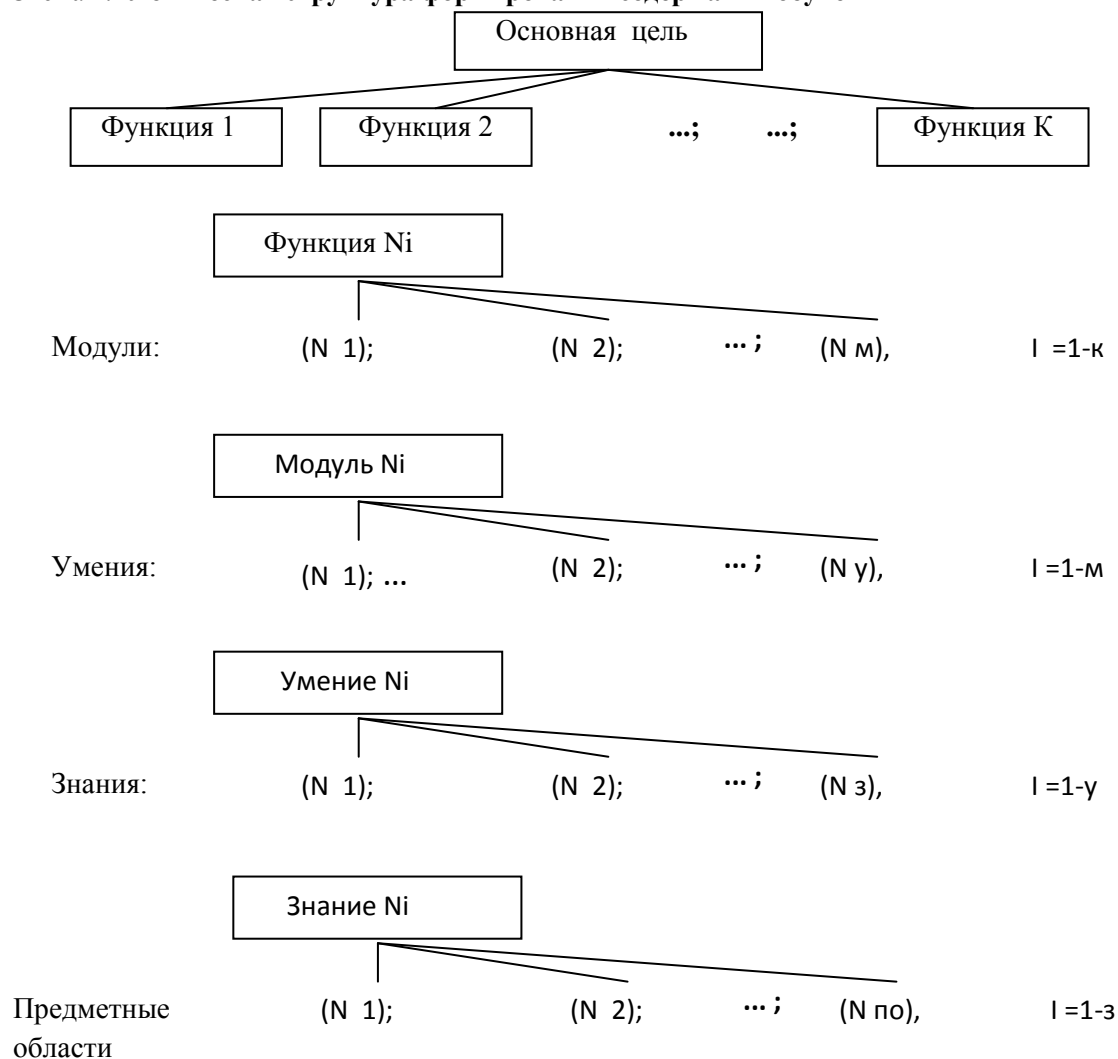 Основная цель
Функция 1 Функция 2 ...; ...; Функция К
Функция Ni
Модули: (N 1); (N 2); ... ; (N м), I =1-к
Модуль Ni
Умения: (N 1); ... (N 2); ... ; (N у), I =1-м
Умение Ni
Знания: (N 1); (N 2); ... ; (N з), I =1-у
Знание Ni
Предметные (N 1); (N 2); ... ; (N по), I =1-з
области